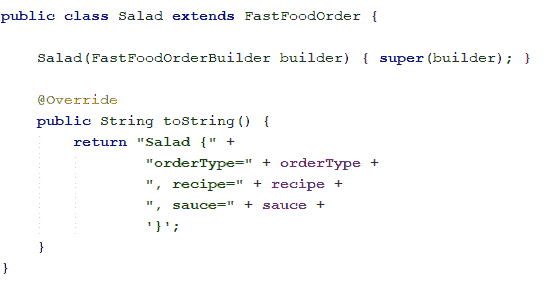 public class Salad extends FastFoodOrder {
Salad(FastFoodOrderBuilder builder) { super(builder); }
@Override
public String toString() {
return "Salad {" +
"orderType=" + orderType +
", recipe=" + recipe +
", sauce=" + sauce +
'}';
}
}